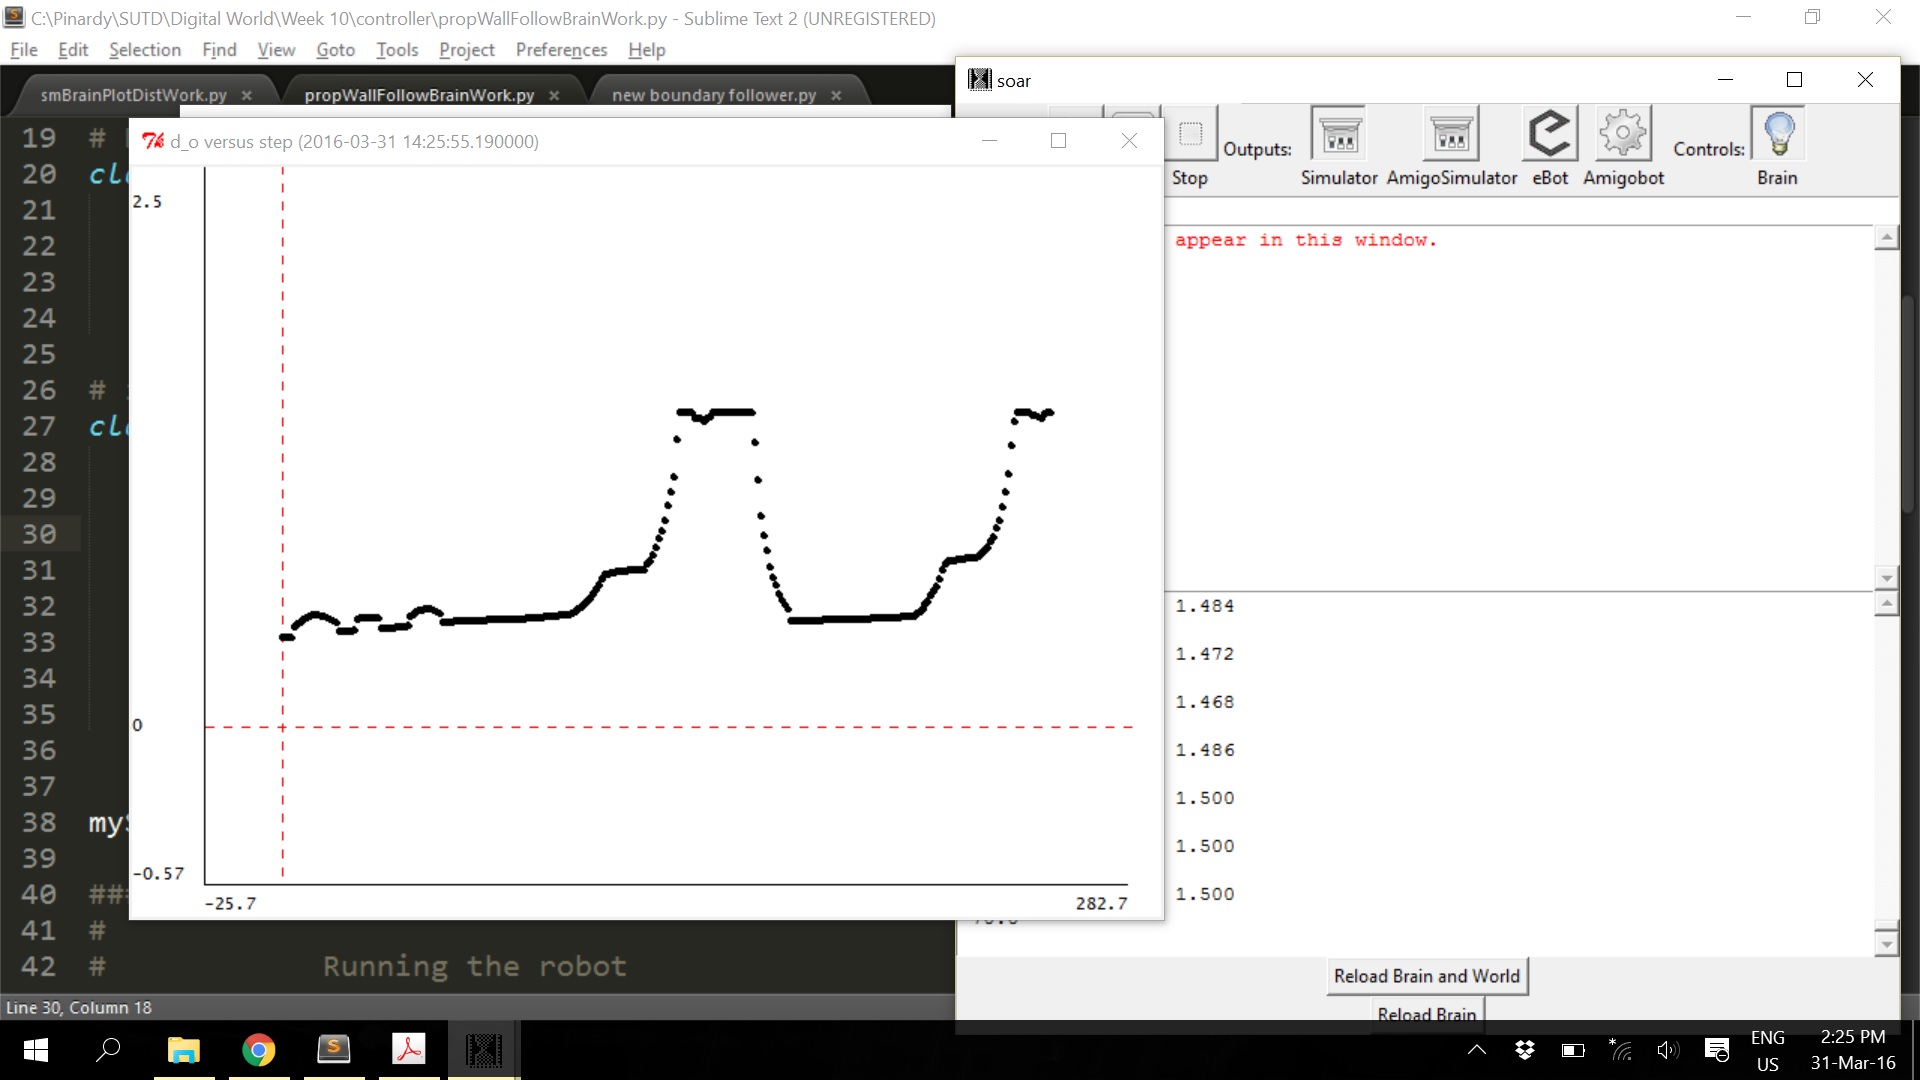 C:\Pinardy\SUTD\Digital World\Week 10\controller\propWallFollowBrainWork.py - Sublime Text 2 (UNREGISTERED)
File Edit Selection Find View Goto Tools Project Preferences Help
smBrainPlotDistWork.py × propWallFollowBrainWork.py × new boundary follower.py ×
soar
Stop Outputs: Simulator AmigoSimulator eBot Amigobot Controls: Brain
d_o versus step (2016-03-31 14:25:55.190000)
2.5
0
-0.57
-25.7 282.7
appear in this window.
1.484
1.472
1.468
1.486
1.500
1.500
1.500
Reload Brain and World
Reload Brain
19 #
20
21
22
23
24
25
26 #
27
28
29
30
31
32
33
34
35
36
37
38
39
40 ##
41 #
42 # Running the robot
Line 30, Column 18
ENG
US
2:25 PM
31-Mar-16